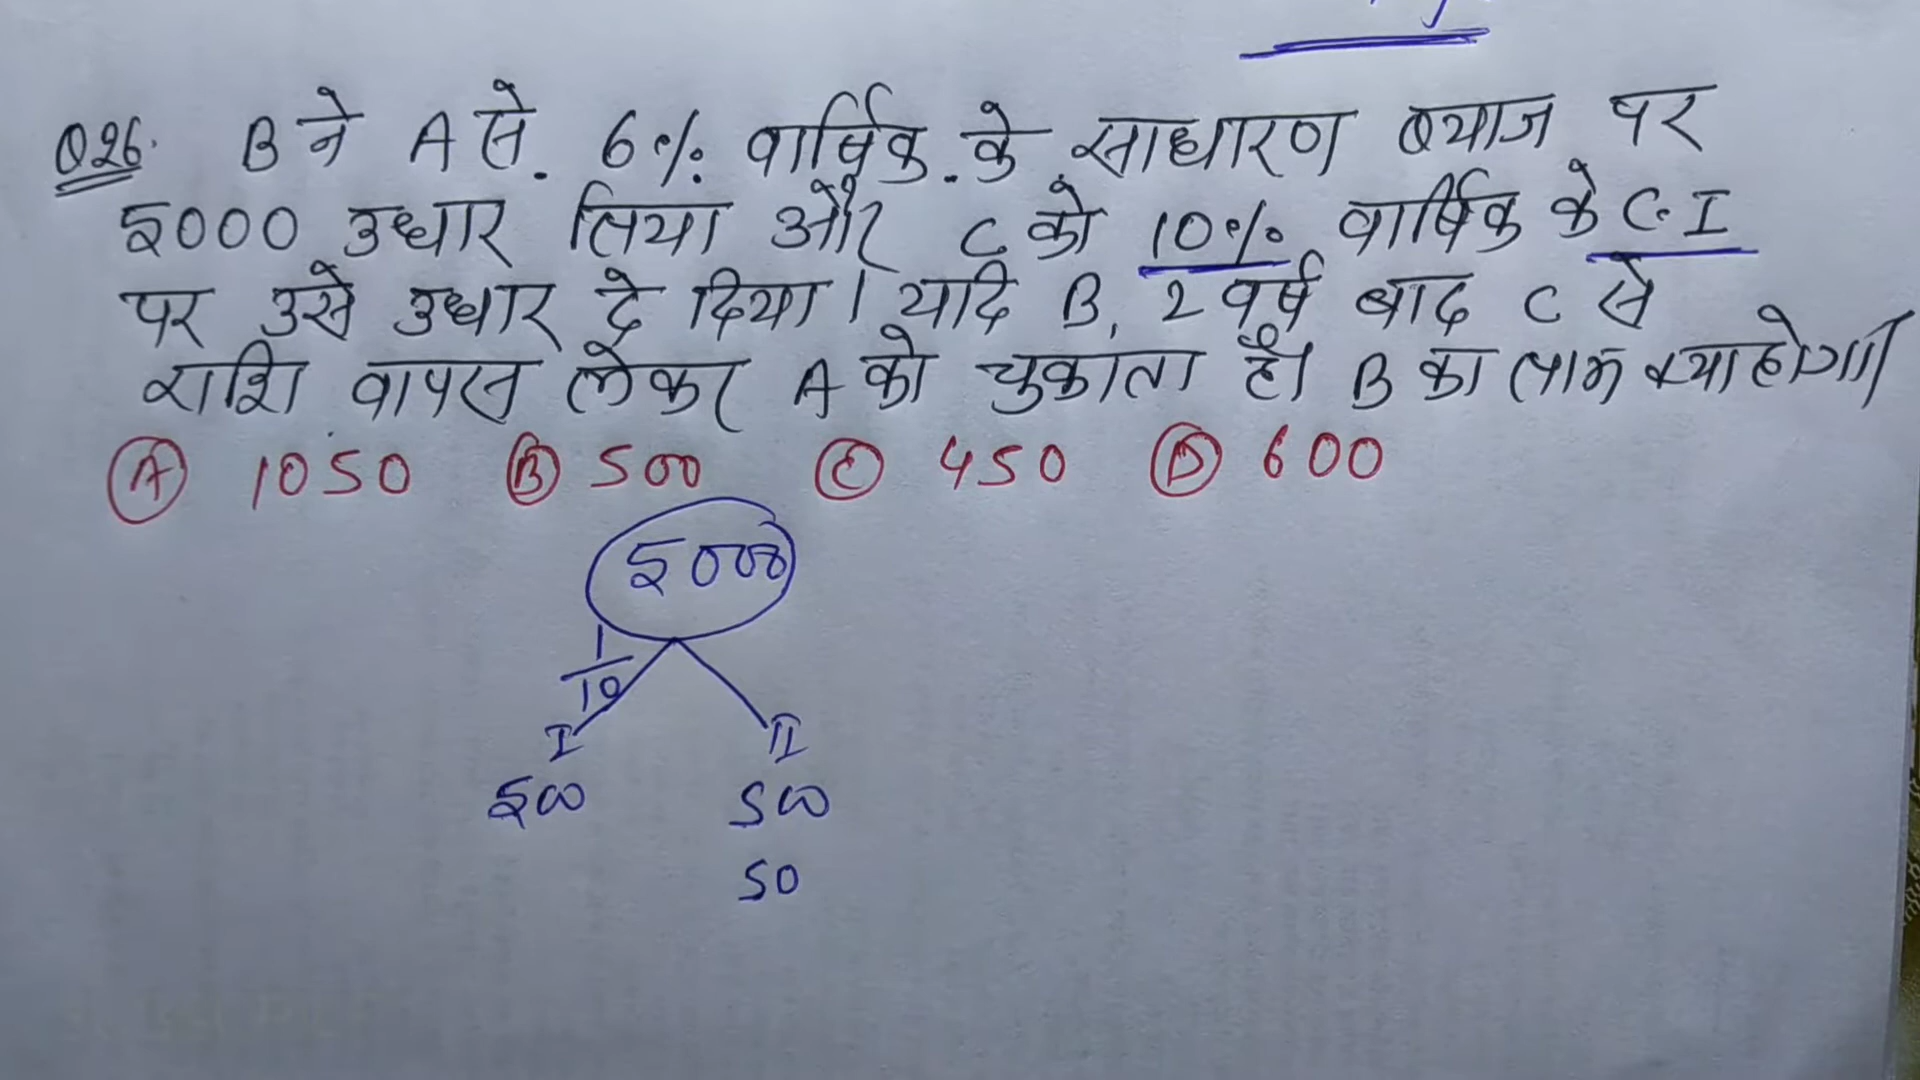 Q26. B ने A से 6% वार्षिक के साधारण ब्याज पर
5000 उधार लिया और C को 10% वार्षिक के C.I
पर उसे उधार दे दिया। यदि B, 2 वर्ष बाद C से
राशि वापस लेकर A को चुकाता है। B का लाभ क्या होगा।
Ⓐ 1050 Ⓑ 500 Ⓒ 450 Ⓓ 600
5000
1/10
I II
500 500
50